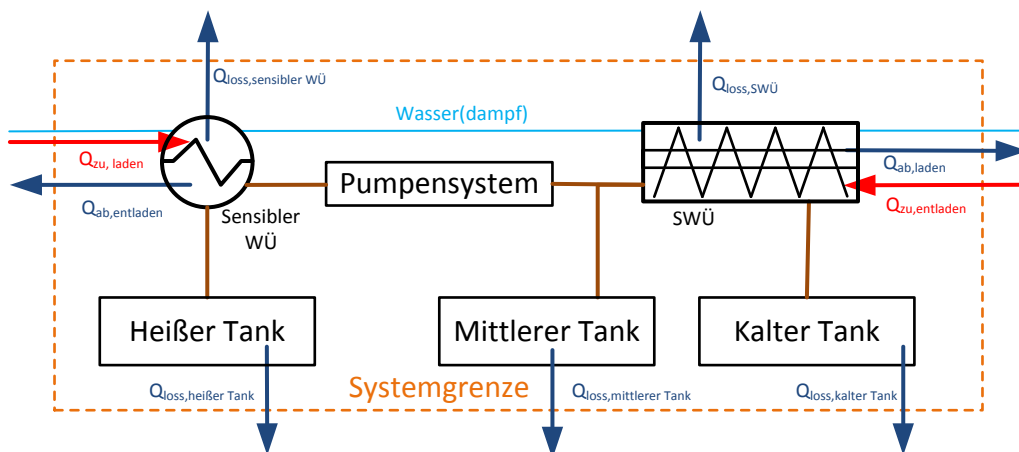 Qloss,sensibler WÜ
Qloss,SWÜ
Wasser(dampf)
Qzu, laden
Qab,laden
Pumpensystem
Qab,entladen
Qzu,entladen
Sensibler
WÜ
SWÜ
Heißer Tank
Mittlerer Tank
Kalter Tank
Systemgrenze
Qloss,heißer Tank
Qloss,mittlerer Tank
Qloss,kalter Tank